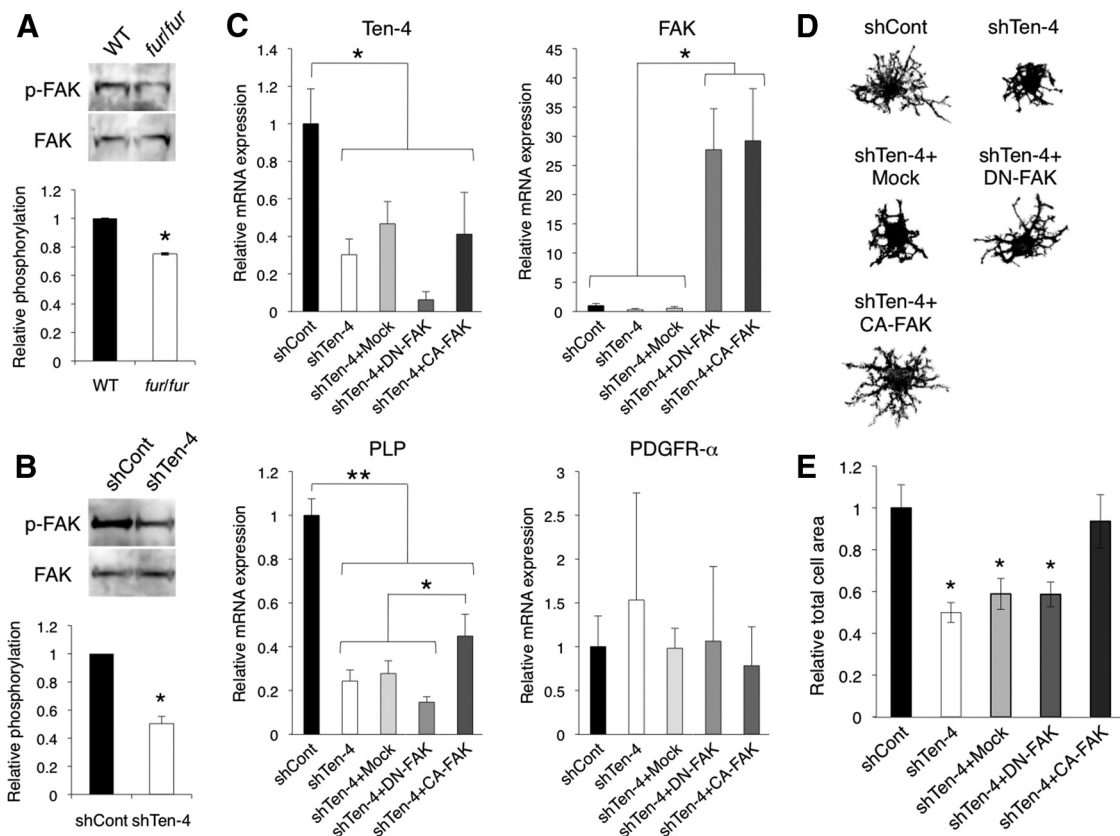 A
WT fur/fur
p-FAK
FAK
Relative phosphorylation
1.2
1
0.8
0.6
0.4
0.2
0
*
WT fur/fur
B
shCont shTen-4
p-FAK
FAK
Relative phosphorylation
1.2
1
0.8
0.6
0.4
0.2
0
*
shCont shTen-4
C
Ten-4
Relative mRNA expression
1.4
1.2
1
0.8
0.6
0.4
0.2
0
*
shCont
shTen-4
shTen-4+Mock
shTen-4+DN-FAK
shTen-4+CA-FAK
FAK
Relative mRNA expression
45
40
35
30
25
20
15
10
5
0
*
shCont
shTen-4
shTen-4+Mock
shTen-4+DN-FAK
shTen-4+CA-FAK
PLP
Relative mRNA expression
1.2
1
0.8
0.6
0.4
0.2
0
**
*
shCont
shTen-4
shTen-4+Mock
shTen-4+DN-FAK
shTen-4+CA-FAK
PDGFR-α
Relative mRNA expression
3
2.5
2
1.5
1
0.5
0
shCont
shTen-4
shTen-4+Mock
shTen-4+DN-FAK
shTen-4+CA-FAK
D
shCont
shTen-4
shTen-4+
Mock
shTen-4+
DN-FAK
shTen-4+
CA-FAK
E
Relative total cell area
1.2
1
0.8
0.6
0.4
0.2
0
* * *
shCont
shTen-4
shTen-4+Mock
shTen-4+DN-FAK
shTen-4+CA-FAK